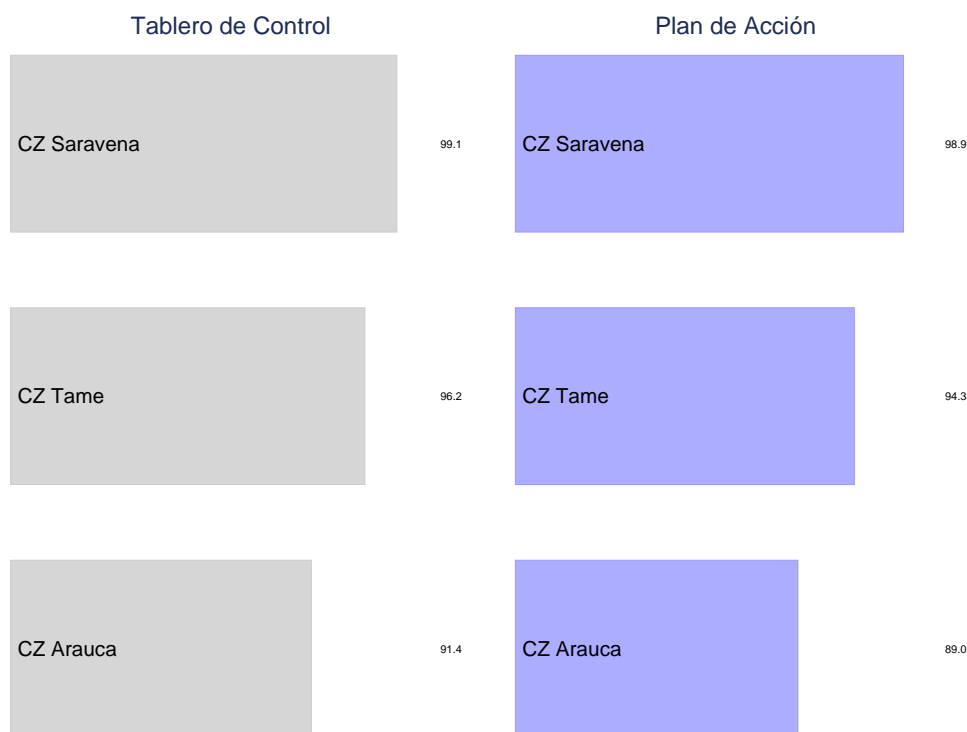 Tablero de Control
CZ Saravena 99.1
CZ Tame 96.2
CZ Arauca 91.4
Plan de Acción
CZ Saravena 98.9
CZ Tame 94.3
CZ Arauca 89.0